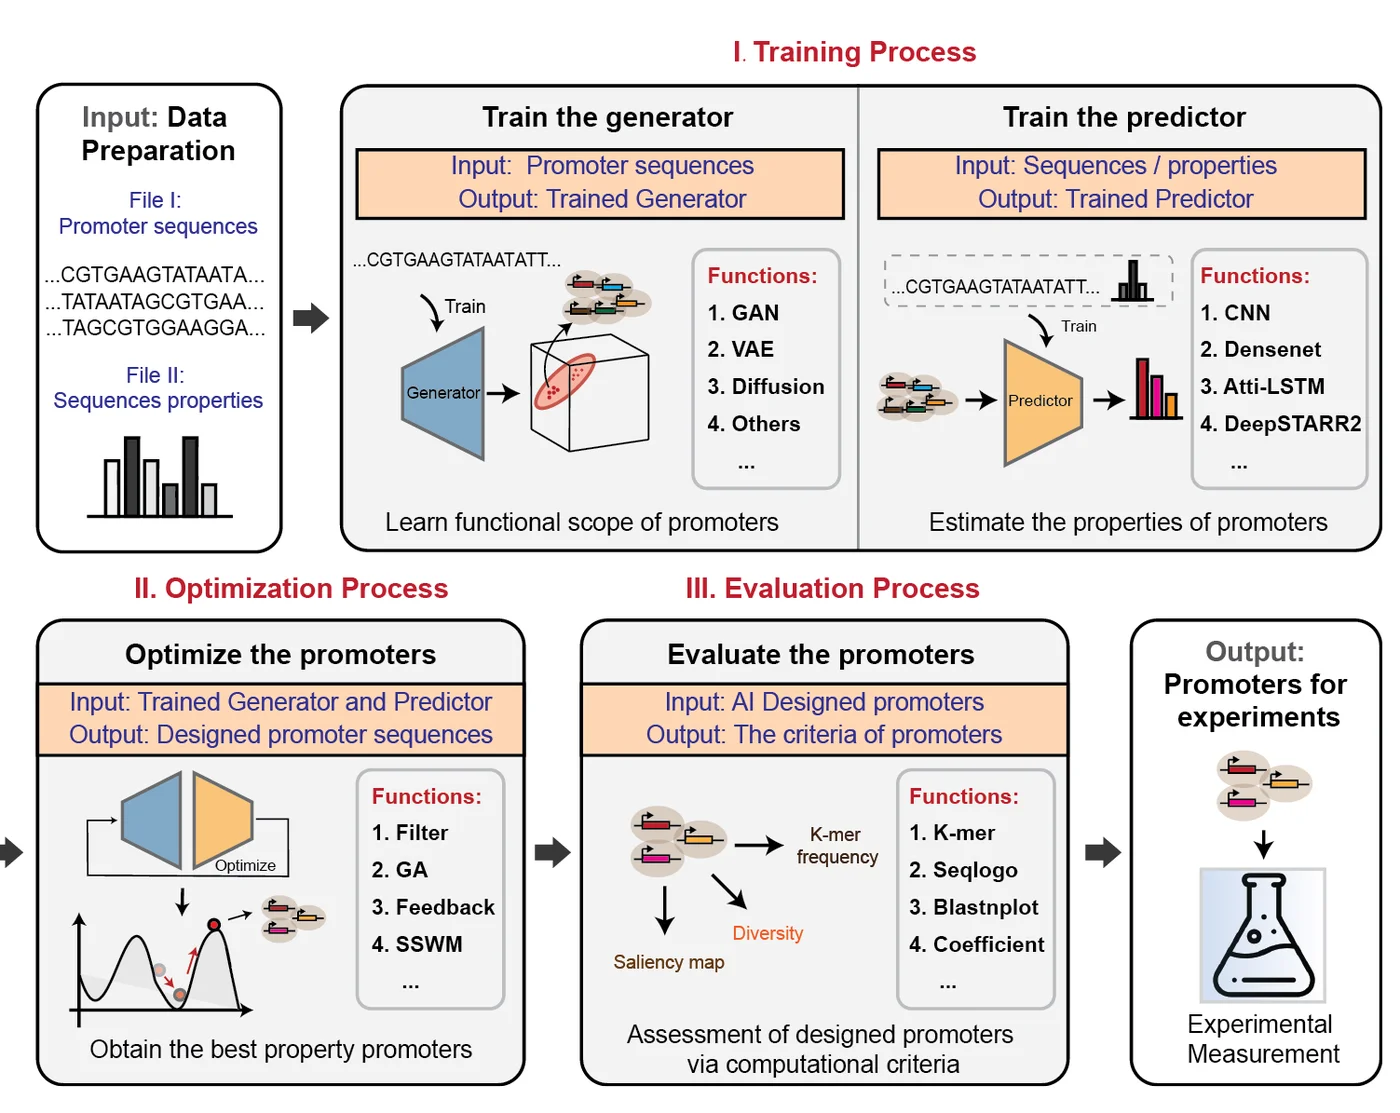 I. Training Process
Input: Data
Preparation
File I:
Promoter sequences
...CGTGAAGTATAATA...
...TATAATAGCGTGAA...
...TAGCGTGGAAGGA...
File II:
Sequences properties
Train the generator
Input: Promoter sequences
Output: Trained Generator
...CGTGAAGTATAATATT...
Train
Generator
Functions:
1. GAN
2. VAE
3. Diffusion
4. Others
...
Learn functional scope of promoters
Train the predictor
Input: Sequences / properties
Output: Trained Predictor
...CGTGAAGTATAATATT...
Train
Predictor
Functions:
1. CNN
2. Densenet
3. Atti-LSTM
4. DeepSTARR2
...
Estimate the properties of promoters
II. Optimization Process
Optimize the promoters
Input: Trained Generator and Predictor
Output: Designed promoter sequences
Optimize
Functions:
1. Filter
2. GA
3. Feedback
4. SSWM
...
Obtain the best property promoters
III. Evaluation Process
Evaluate the promoters
Input: AI Designed promoters
Output: The criteria of promoters
K-mer
frequency
Diversity
Saliency map
Functions:
1. K-mer
2. Seqlogo
3. Blastnplot
4. Coefficient
...
Assessment of designed promoters
via computational criteria
Output:
Promoters for
experiments
Experimental
Measurement